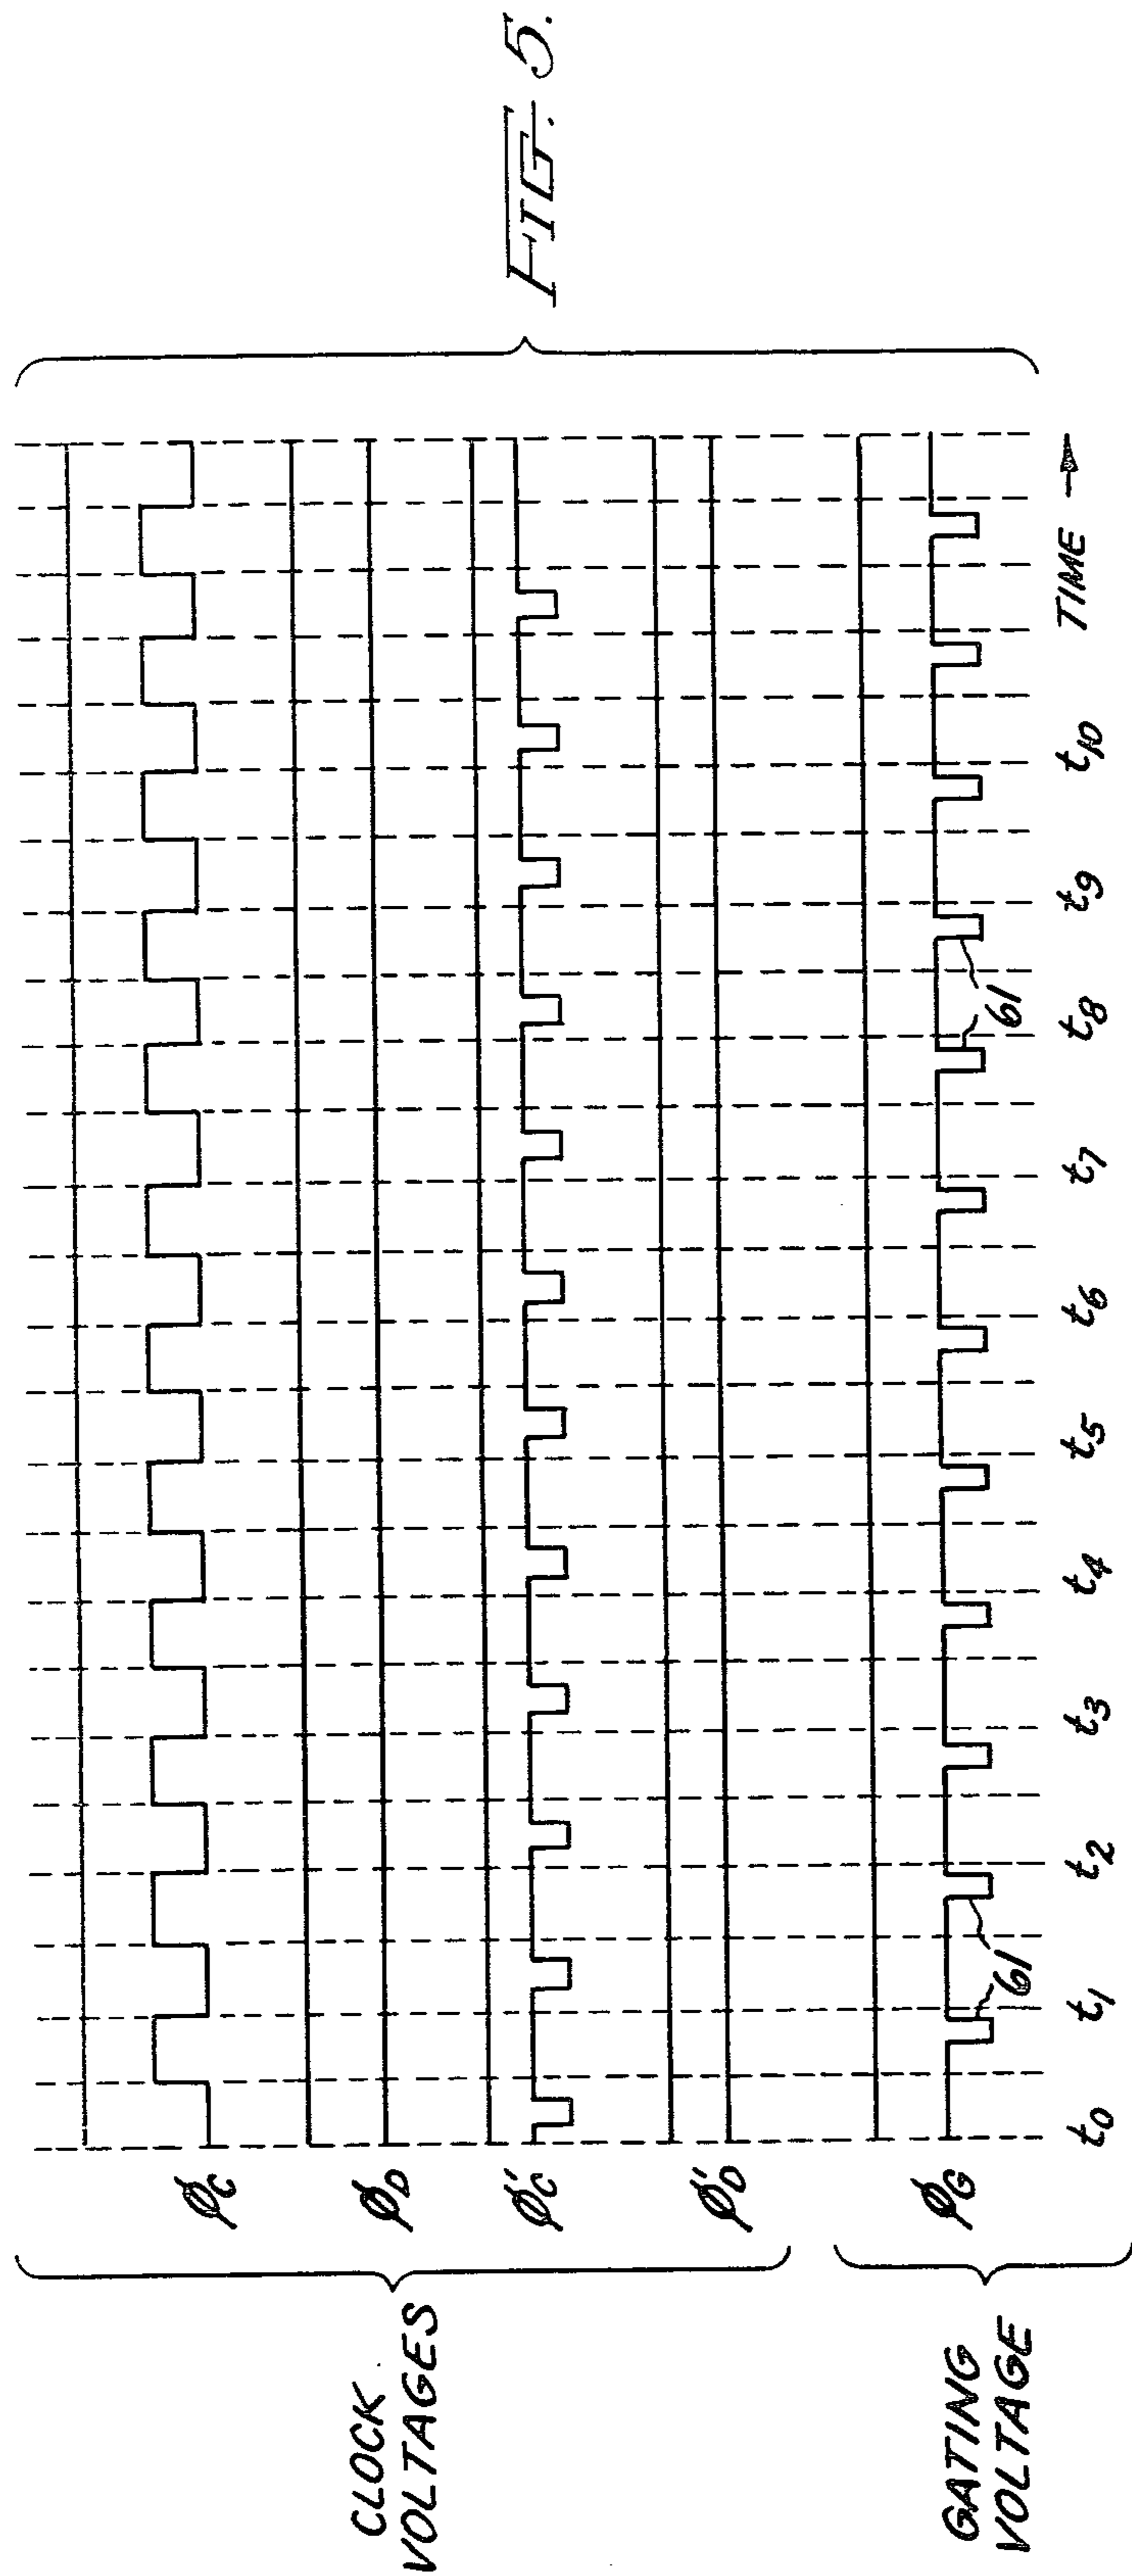 CLOCK
VOLTAGES
ΦC
ΦD
Φ'C
Φ'D
GATING
VOLTAGE
ΦG
61
61
t0 t1 t2 t3 t4 t5 t6 t7 t8 t9 t10 TIME
FIG. 5.